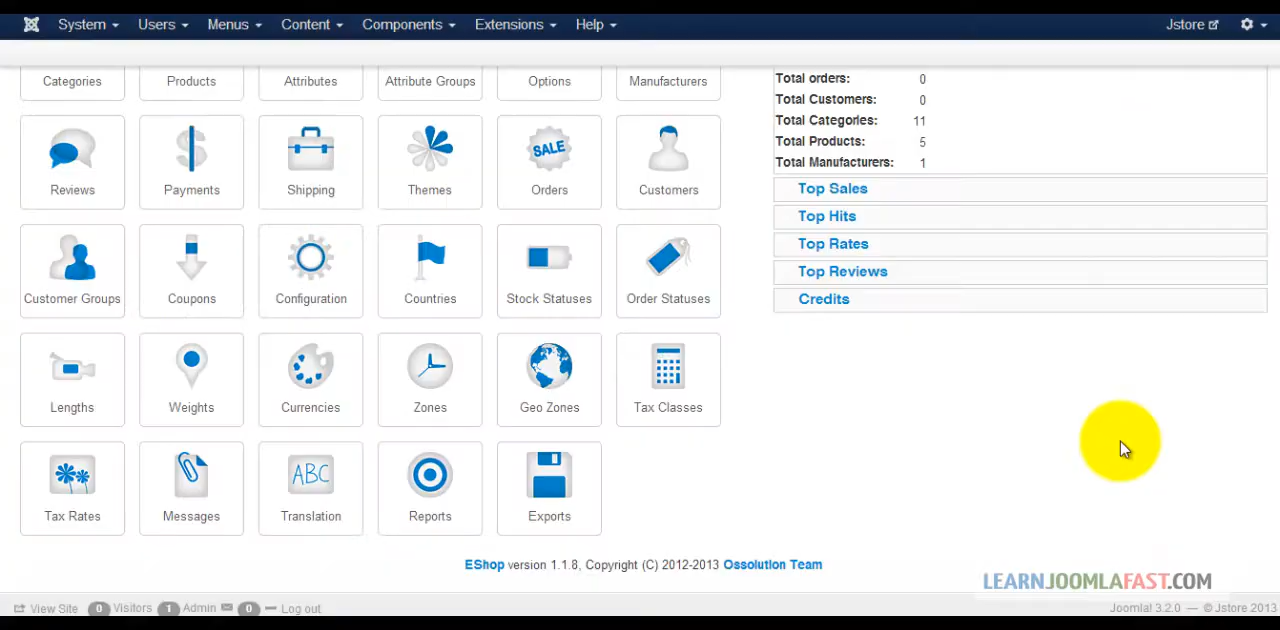 System Users Menus Content Components Extensions Help Jstore
Categories Products Attributes Attribute Groups Options Manufacturers
Total orders: 0
Total Customers: 0
Total Categories: 11
Total Products: 5
Total Manufacturers: 1
Top Sales
Top Hits
Top Rates
Top Reviews
Credits
SALE
Reviews Payments Shipping Themes Orders Customers
Customer Groups Coupons Configuration Countries Stock Statuses Order Statuses
Lengths Weights Currencies Zones Geo Zones Tax Classes
ABC
Tax Rates Messages Translation Reports Exports
EShop version 1.1.8, Copyright (C) 2012-2013 Ossolution Team
LEARNJOOMLAFAST.COM
View Site 0 Visitors 1 Admin 0 Log out Joomla! 3.2.0 — © Jstore 2013